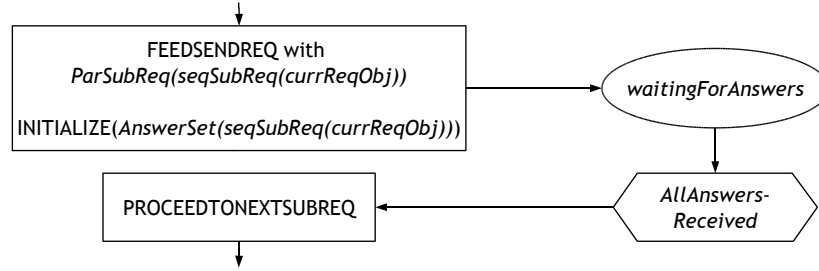 FEEDSENDREQ with
ParSubReq(seqSubReq(currReqObj))
INITIALIZE(AnswerSet(seqSubReq(currReqObj)))
waitingForAnswers
AllAnswers-
Received
PROCEEDTONEXTSUBREQ